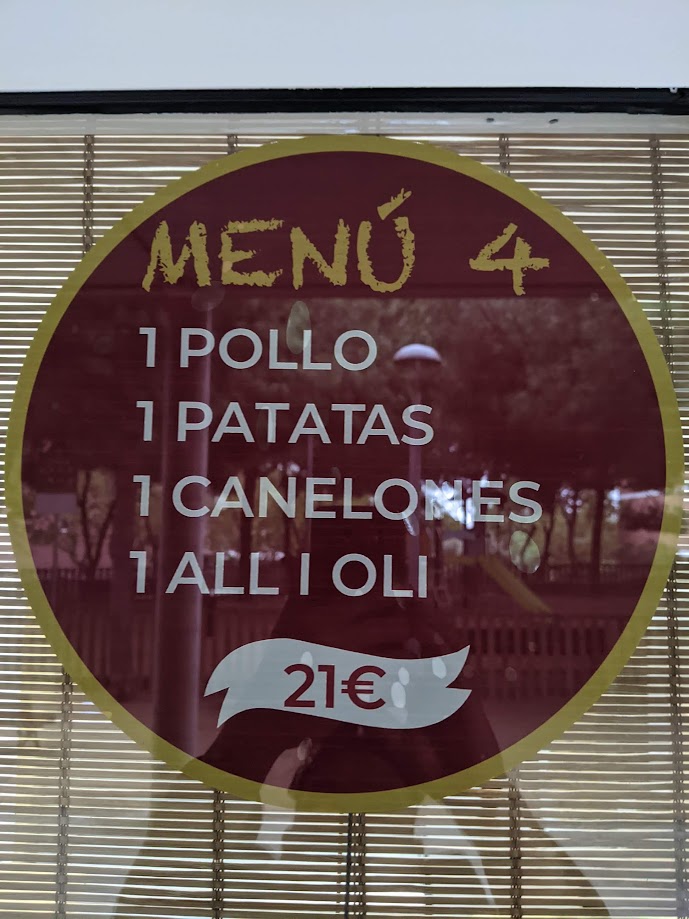 MENÚ 4
1 POLLO
1 PATATAS
1 CANELONES
1 ALL I OLI
21€